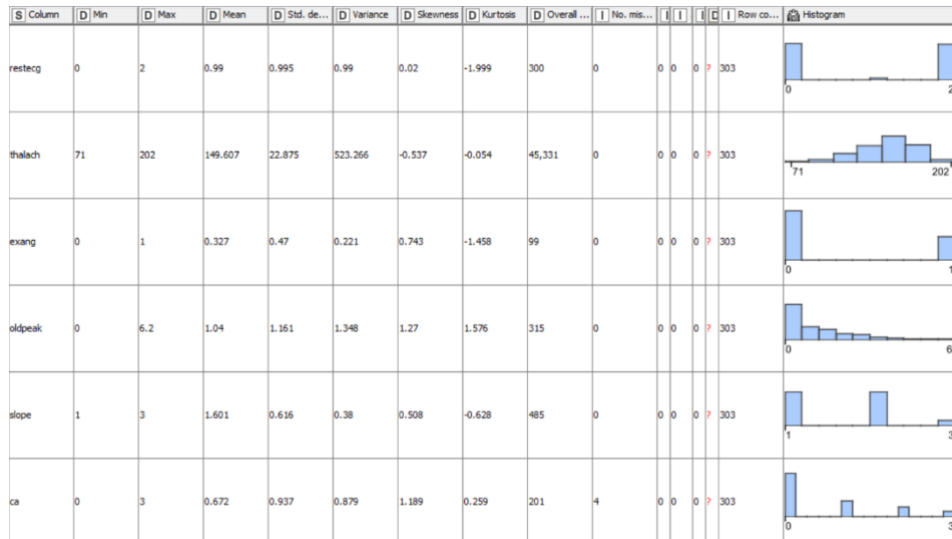 S Column D Min D Max D Mean D Std. de... D Variance D Skewness D Kurtosis D Overall ... I No. mis... I I I D I Row co... Histogram
restecg 0 2 0.99 0.995 0.99 0.02 -1.999 300 0 0 0 0 ? 303
0 2
thalach 71 202 149.607 22.875 523.266 -0.537 -0.054 45,331 0 0 0 0 ? 303
71 202
exang 0 1 0.327 0.47 0.221 0.743 -1.458 99 0 0 0 0 ? 303
0 1
oldpeak 0 6.2 1.04 1.161 1.348 1.27 1.576 315 0 0 0 0 ? 303
0 6
slope 1 3 1.601 0.616 0.38 0.508 -0.628 485 0 0 0 0 ? 303
1 3
ca 0 3 0.672 0.937 0.879 1.189 0.259 201 4 0 0 0 ? 303
0 3